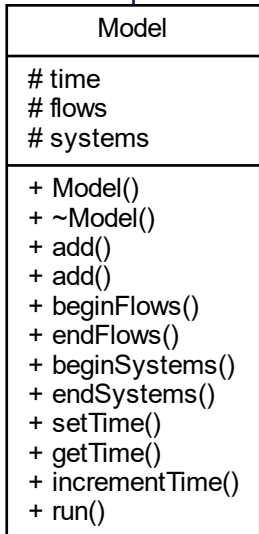 Model
# time
# flows
# systems
+ Model()
+ ~Model()
+ add()
+ add()
+ beginFlows()
+ endFlows()
+ beginSystems()
+ endSystems()
+ setTime()
+ getTime()
+ incrementTime()
+ run()